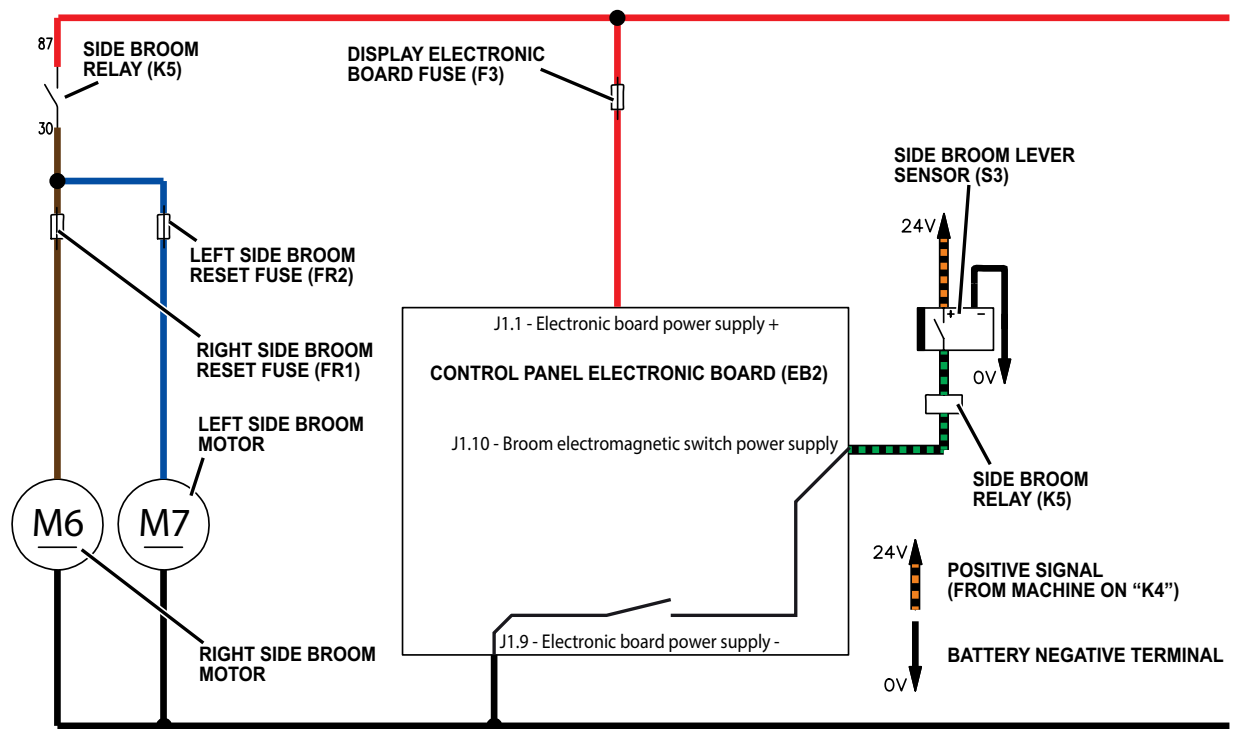 87
SIDE BROOM
RELAY (K5)
30
DISPLAY ELECTRONIC
BOARD FUSE (F3)
SIDE BROOM LEVER
SENSOR (S3)
24V
+ −
0V
LEFT SIDE BROOM
RESET FUSE (FR2)
RIGHT SIDE BROOM
RESET FUSE (FR1)
LEFT SIDE BROOM
MOTOR
M6
M7
RIGHT SIDE BROOM
MOTOR
J1.1 - Electronic board power supply +
CONTROL PANEL ELECTRONIC BOARD (EB2)
J1.10 - Broom electromagnetic switch power supply
J1.9 - Electronic board power supply -
SIDE BROOM
RELAY (K5)
24V
POSITIVE SIGNAL
(FROM MACHINE ON “K4”)
BATTERY NEGATIVE TERMINAL
0V